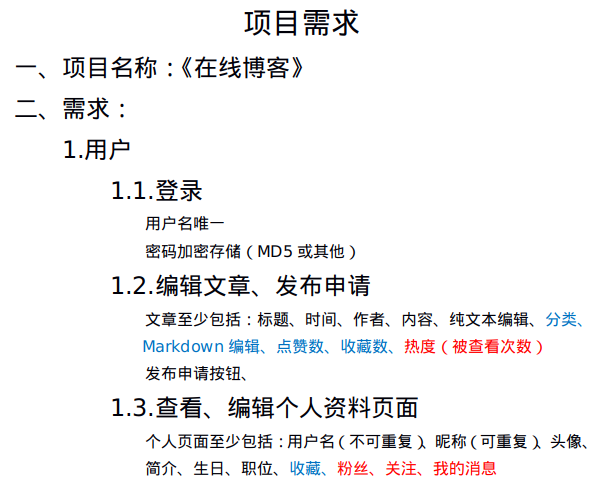 项目需求
一、项目名称：《在线博客》
二、需求：
1.用户
1.1.登录
用户名唯一
密码加密存储（MD5 或其他）
1.2.编辑文章、发布申请
文章至少包括：标题、时间、作者、内容、纯文本编辑、分类、
Markdown 编辑、点赞数、收藏数、热度（被查看次数）
发布申请按钮、
1.3.查看、编辑个人资料页面
个人页面至少包括：用户名（不可重复）、昵称（可重复）、头像、
简介、生日、职位、收藏、粉丝、关注、我的消息